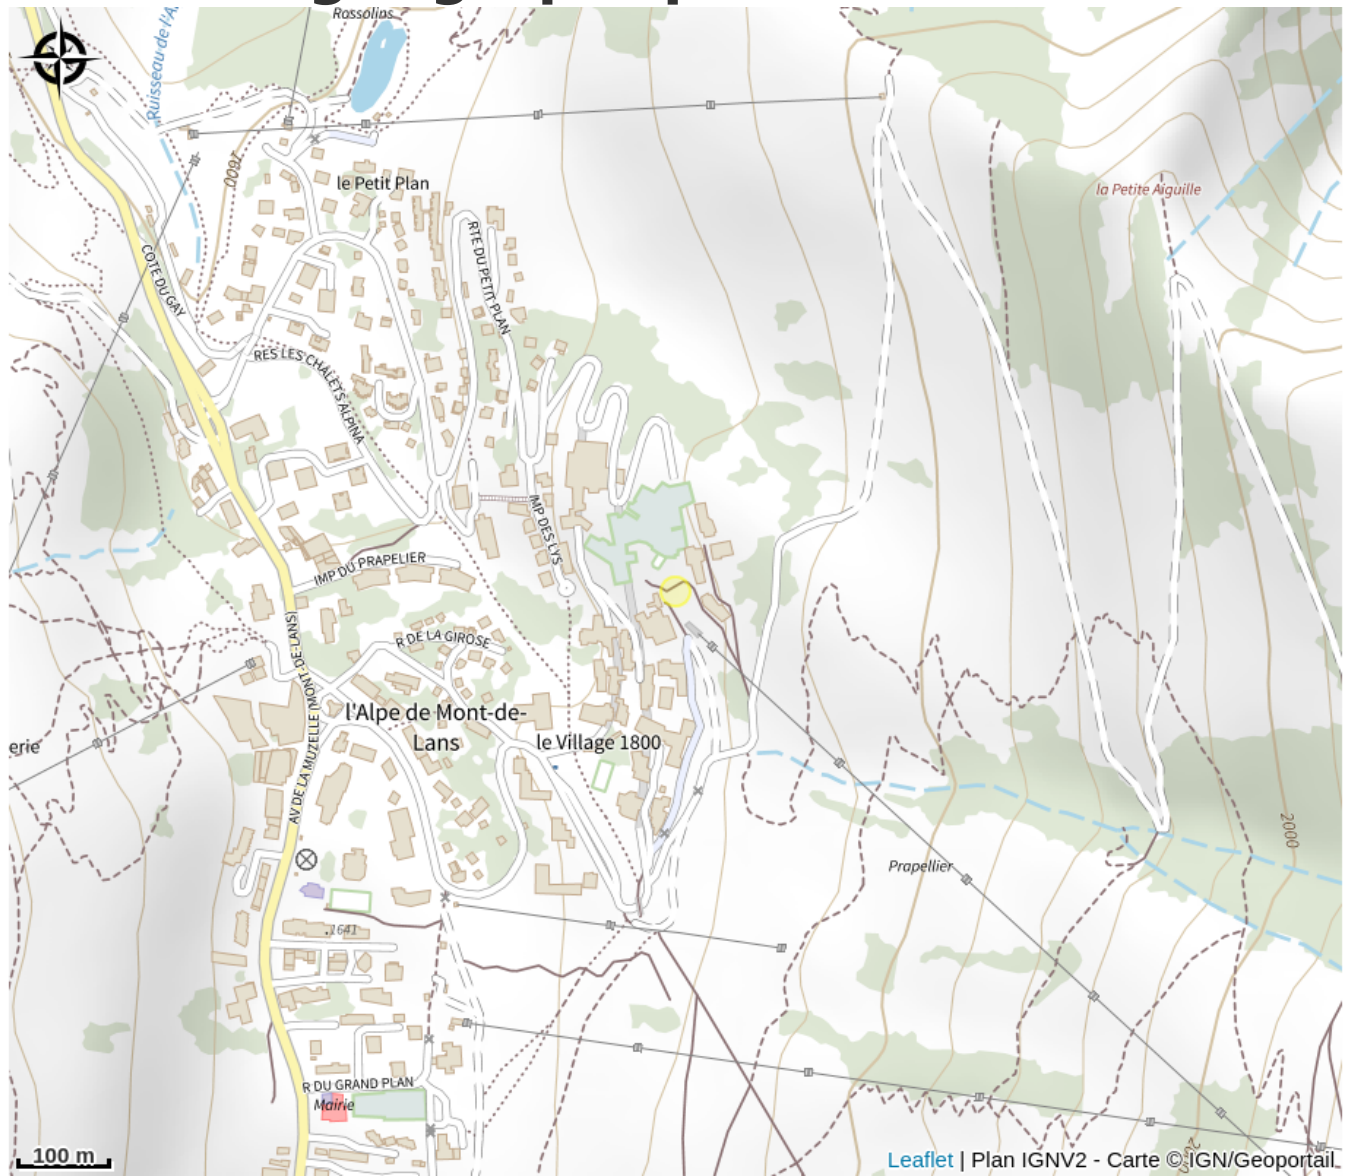 Rossolins
Ruisseau de l'A
le Petit Plan
1600
la Petite Aiguille
COTE DU GAY
RTE DU PETIT PLAN
RES LES CHALETS ALPINA
IMP DES LYS
IMP DU PRAPELIER
R DE LA GIROSE
AV DE LA MUZELLE (MONT-DE-LANS)
l'Alpe de Mont-de-
Lans
le Village 1800
erie
2000
Prapellier
1641
R DU GRAND PLAN
Mairie
100 m
Leaflet | Plan IGNV2 - Carte © IGN/Geoportail